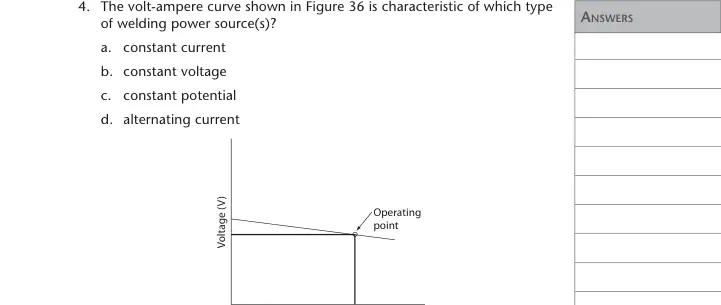 4. The volt-ampere curve shown in Figure 36 is characteristic of which type
of welding power source(s)?
a. constant current
b. constant voltage
c. constant potential
d. alternating current
Voltage (V)
Operating
point
ANSWERS